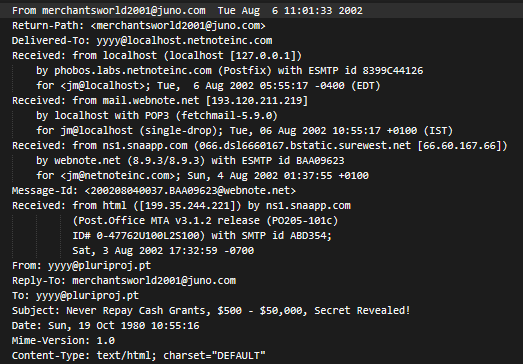 From merchantsworld2001@juno.com  Tue Aug  6 11:01:33 2002
Return-Path: <merchantsworld2001@juno.com>
Delivered-To: yyyy@localhost.netnoteinc.com
Received: from localhost (localhost [127.0.0.1])
    by phobos.labs.netnoteinc.com (Postfix) with ESMTP id 8399C44126
    for <jm@localhost>; Tue,  6 Aug 2002 05:55:17 -0400 (EDT)
Received: from mail.webnote.net [193.120.211.219]
    by localhost with POP3 (fetchmail-5.9.0)
    for jm@localhost (single-drop); Tue, 06 Aug 2002 10:55:17 +0100 (IST)
Received: from ns1.snaapp.com (066.dsl6660167.bstatic.surewest.net [66.60.167.66])
    by webnote.net (8.9.3/8.9.3) with ESMTP id BAA09623
    for <jm@netnoteinc.com>; Sun, 4 Aug 2002 01:37:55 +0100
Message-Id: <200208040037.BAA09623@webnote.net>
Received: from html ([199.35.244.221]) by ns1.snaapp.com
          (Post.Office MTA v3.1.2 release (PO205-101c)
          ID# 0-47762U100L2S100) with SMTP id ABD354;
          Sat, 3 Aug 2002 17:32:59 -0700
From: yyyy@pluriproj.pt
Reply-To: merchantsworld2001@juno.com
To: yyyy@pluriproj.pt
Subject: Never Repay Cash Grants, $500 - $50,000, Secret Revealed!
Date: Sun, 19 Oct 1980 10:55:16
Mime-Version: 1.0
Content-Type: text/html; charset="DEFAULT"